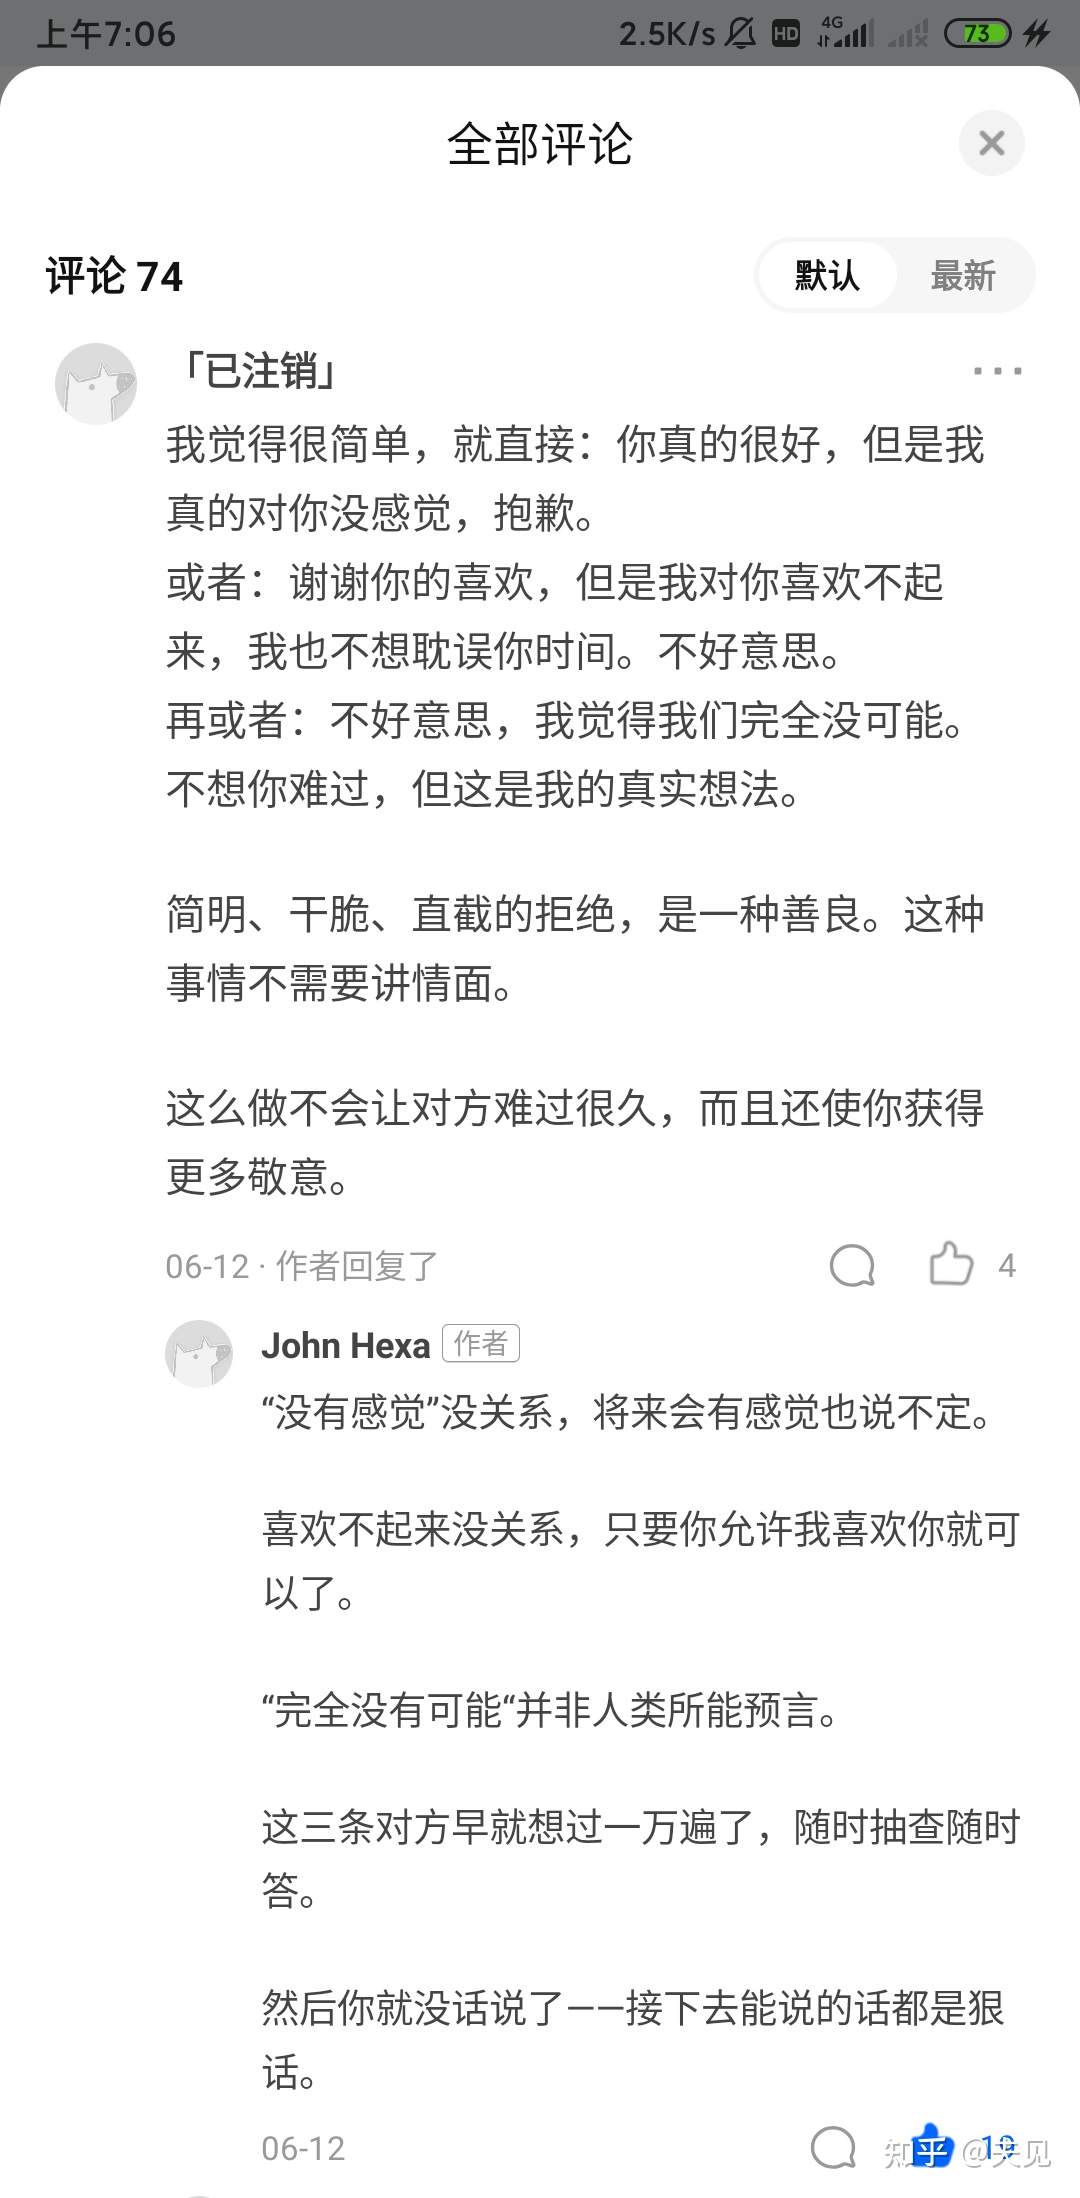 上午7:06
2.5K/s HD 4G 73
全部评论
评论 74
默认 最新
「已注销」
我觉得很简单，就直接：你真的很好，但是我
真的对你没感觉，抱歉。
或者：谢谢你的喜欢，但是我对你喜欢不起
来，我也不想耽误你时间。不好意思。
再或者：不好意思，我觉得我们完全没可能。
不想你难过，但这是我的真实想法。
简明、干脆、直截的拒绝，是一种善良。这种
事情不需要讲情面。
这么做不会让对方难过很久，而且还使你获得
更多敬意。
06-12 · 作者回复了
4
John Hexa 作者
“没有感觉”没关系，将来会有感觉也说不定。
喜欢不起来没关系，只要你允许我喜欢你就可
以了。
“完全没有可能“并非人类所能预言。
这三条对方早就想过一万遍了，随时抽查随时
答。
然后你就没话说了——接下去能说的话都是狠
话。
06-12
知乎 @天见